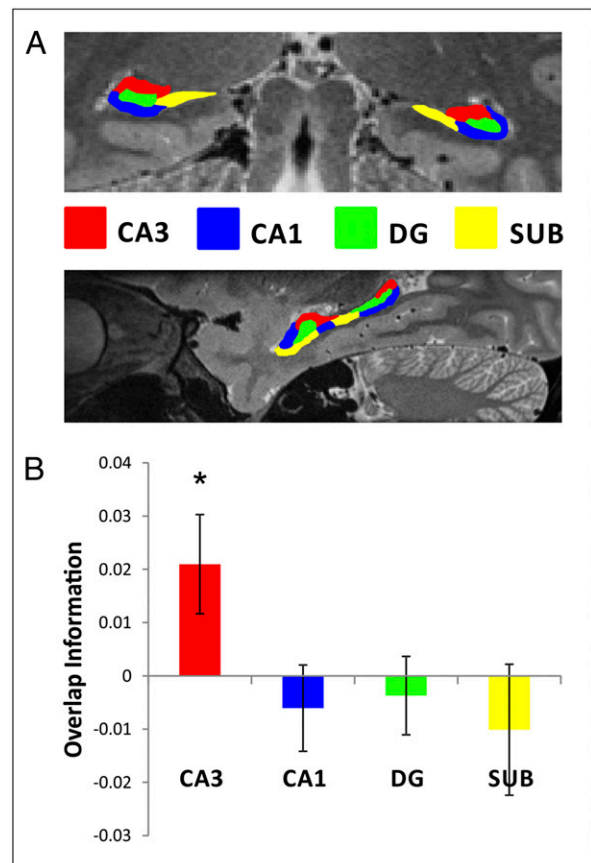 A
CA3 CA1 DG SUB
B
0.04
0.03
0.02
0.01
0
-0.01
-0.02
-0.03
Overlap Information
*
CA3 CA1 DG SUB